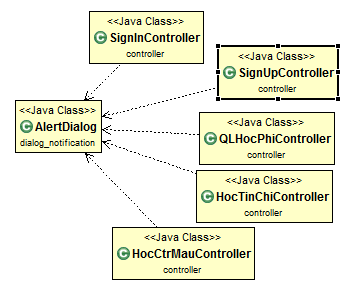 <<Java Class>>
SignInController
controller
<<Java Class>>
SignUpController
controller
<<Java Class>>
AlertDialog
dialog_notification
<<Java Class>>
QLHocPhiController
controller
<<Java Class>>
HocTinChiController
controller
<<Java Class>>
HocCtrMauController
controller